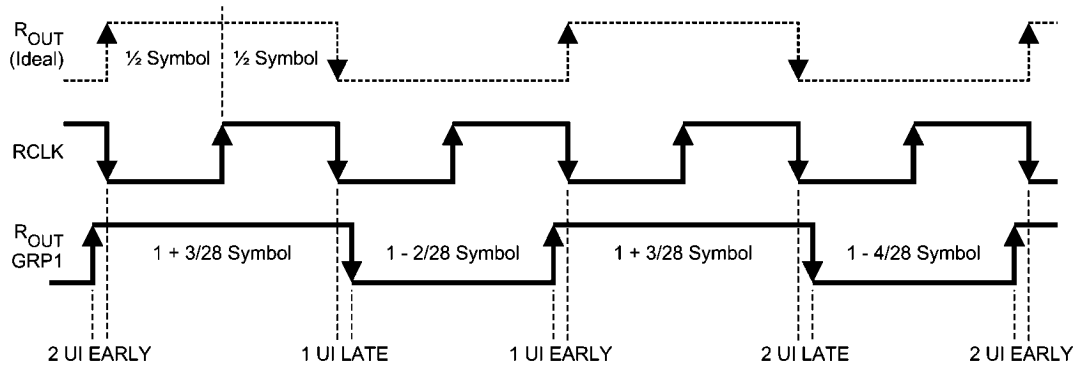 ROUT
(Ideal)
½ Symbol
½ Symbol
RCLK
ROUT
GRP1
1 + 3/28 Symbol
1 - 2/28 Symbol
1 + 3/28 Symbol
1 - 4/28 Symbol
2 UI EARLY
1 UI LATE
1 UI EARLY
2 UI LATE
2 UI EARLY